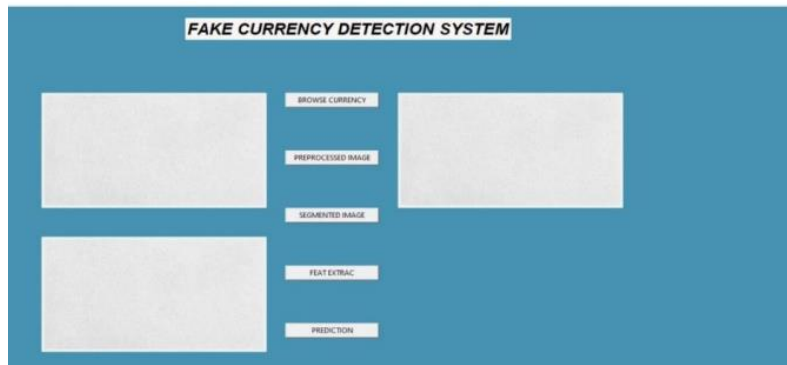 FAKE CURRENCY DETECTION SYSTEM
BROWSE CURRENCY
PREPROCESSED IMAGE
SEGMENTED IMAGE
FEAT EXTRAC
PREDICTION